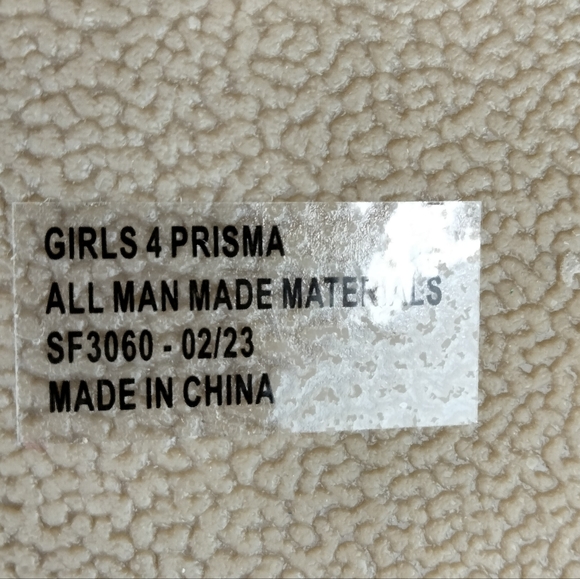 GIRLS 4 PRISMA
ALL MAN MADE MATERIALS
SF3060 - 02/23
MADE IN CHINA